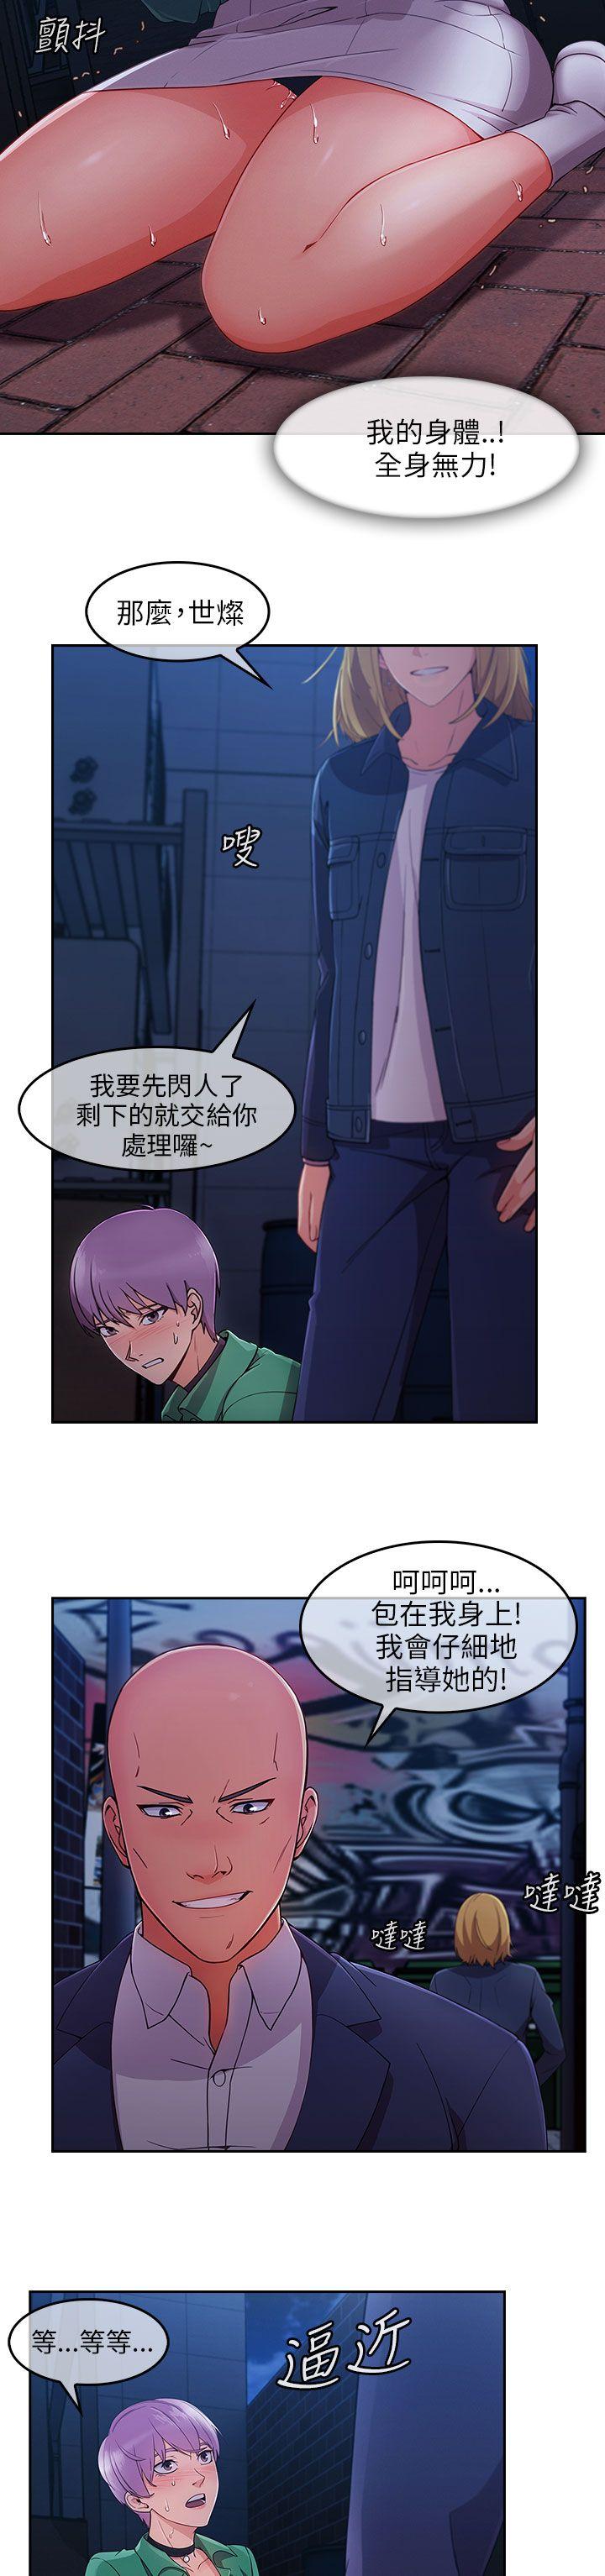 顫抖
我的身體..!
全身無力!
那麼,世燦
嗖
我要先閃人了
剩下的就交給你
處理囉~
呵呵呵...
包在我身上!
我會仔細地
指導她的!
噠噠
噠噠
等...等等...
逼近